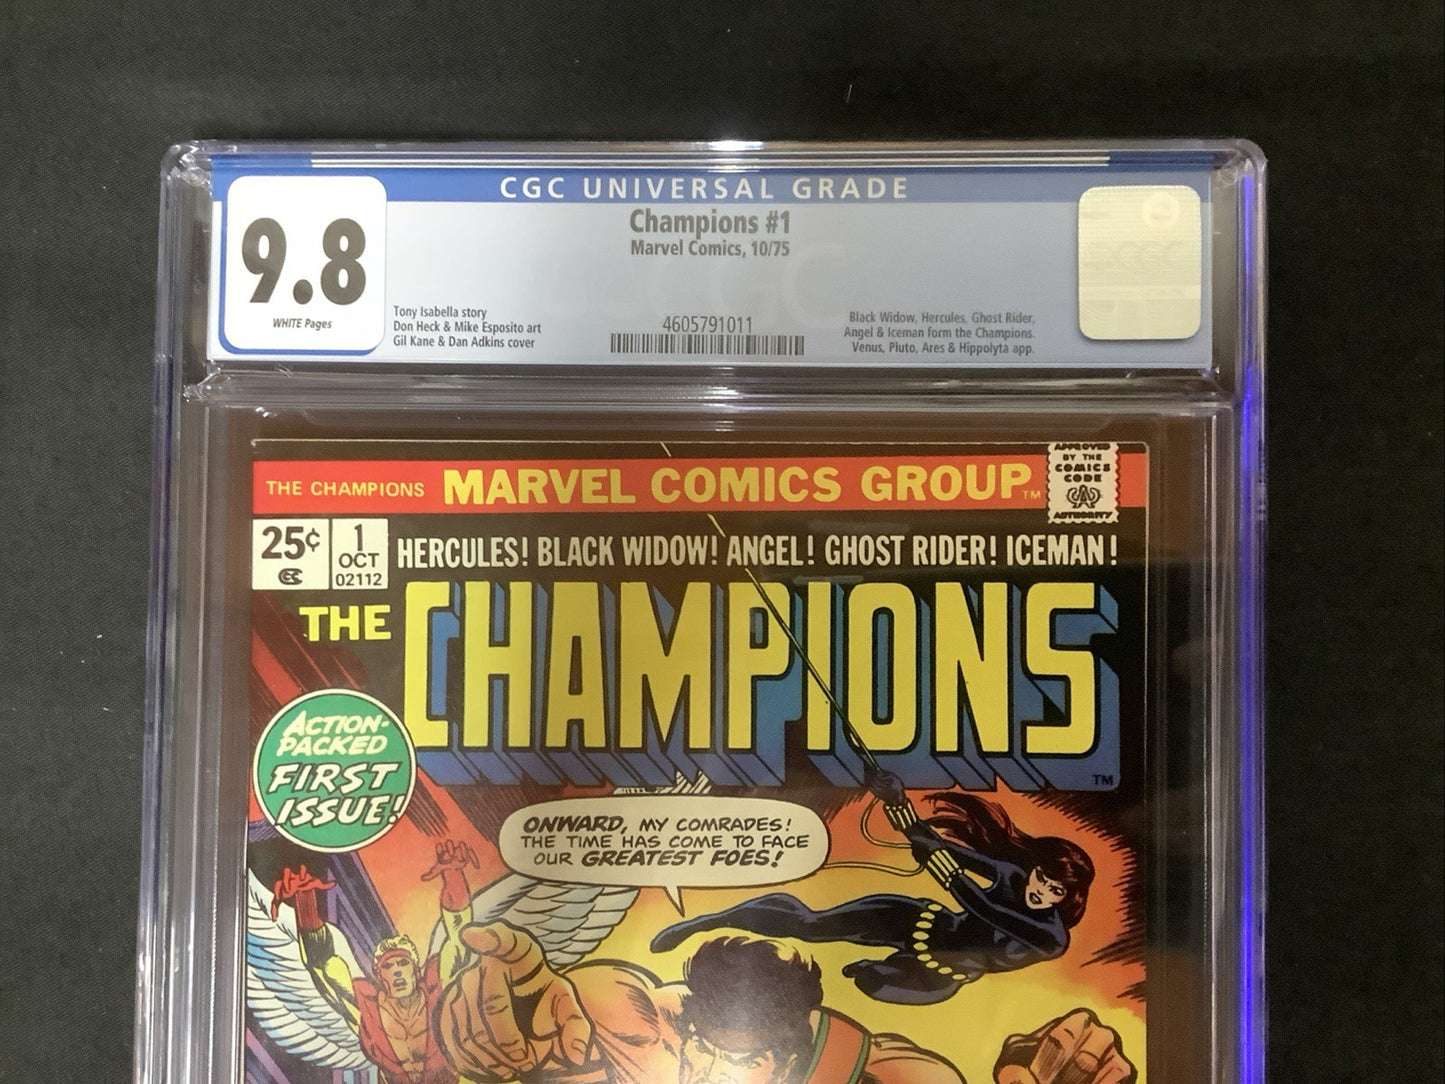 CGC UNIVERSAL GRADE
9.8
WHITE Pages
Champions #1
Marvel Comics, 10/75
Tony Isabella story
Don Heck & Mike Esposito art
Gil Kane & Dan Adkins cover
4605791011
Black Widow, Hercules, Ghost Rider,
Angel & Iceman form the Champions.
Venus, Pluto, Ares & Hippolyta app.
CGC
THE CHAMPIONS MARVEL COMICS GROUP TM
APPROVED
BY THE
COMICS
CODE
AUTHORITY
25¢
1
OCT
02112
HERCULES! BLACK WIDOW! ANGEL! GHOST RIDER! ICEMAN!
THE CHAMPIONS
TM
ACTION-
PACKED
FIRST
ISSUE!
ONWARD, MY COMRADES!
THE TIME HAS COME TO FACE
OUR GREATEST FOES!